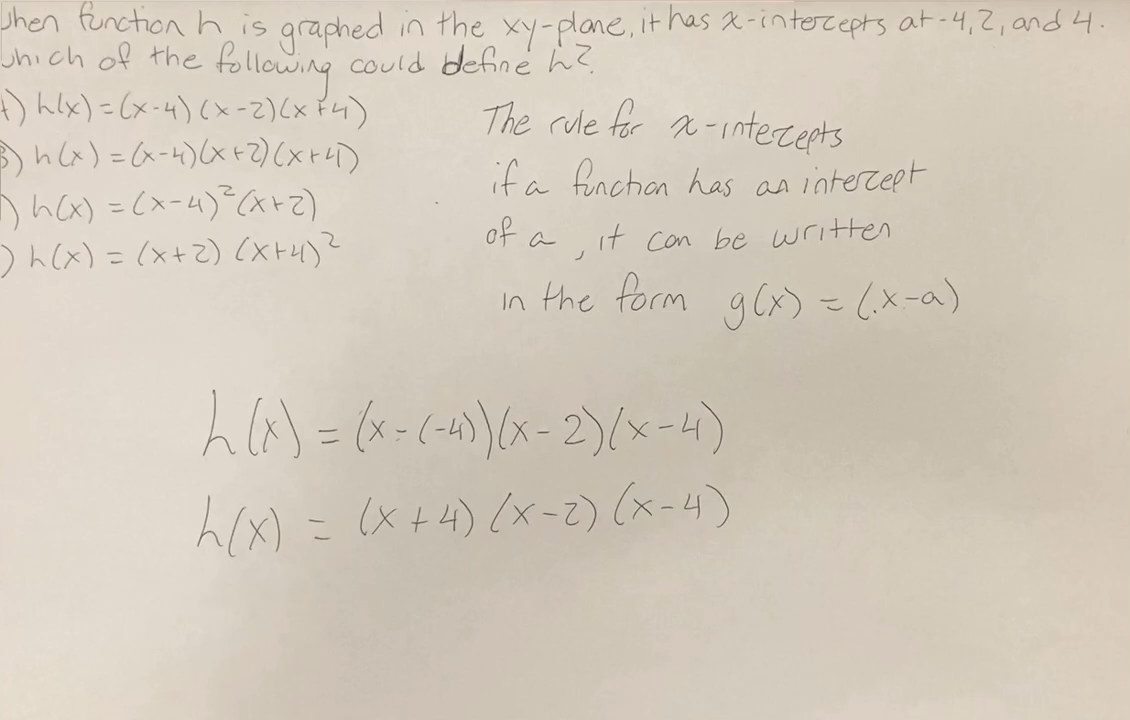 when function h is graphed in the xy-plane, it has x-intercepts at -4, 2, and 4.
which of the following could define h?
A) h(x) = (x-4) (x-2)(x+4)
B) h(x) = (x-4)(x+2)(x+4)
) h(x) = (x-4)²(x+2)
) h(x) = (x+2) (x+4)²
The rule for x-intercepts
if a function has an intercept
of a, it can be written
in the form g(x) = (x-a)
h(x) = (x-(-4))(x-2)(x-4)
h(x) = (x+4) (x-2) (x-4)